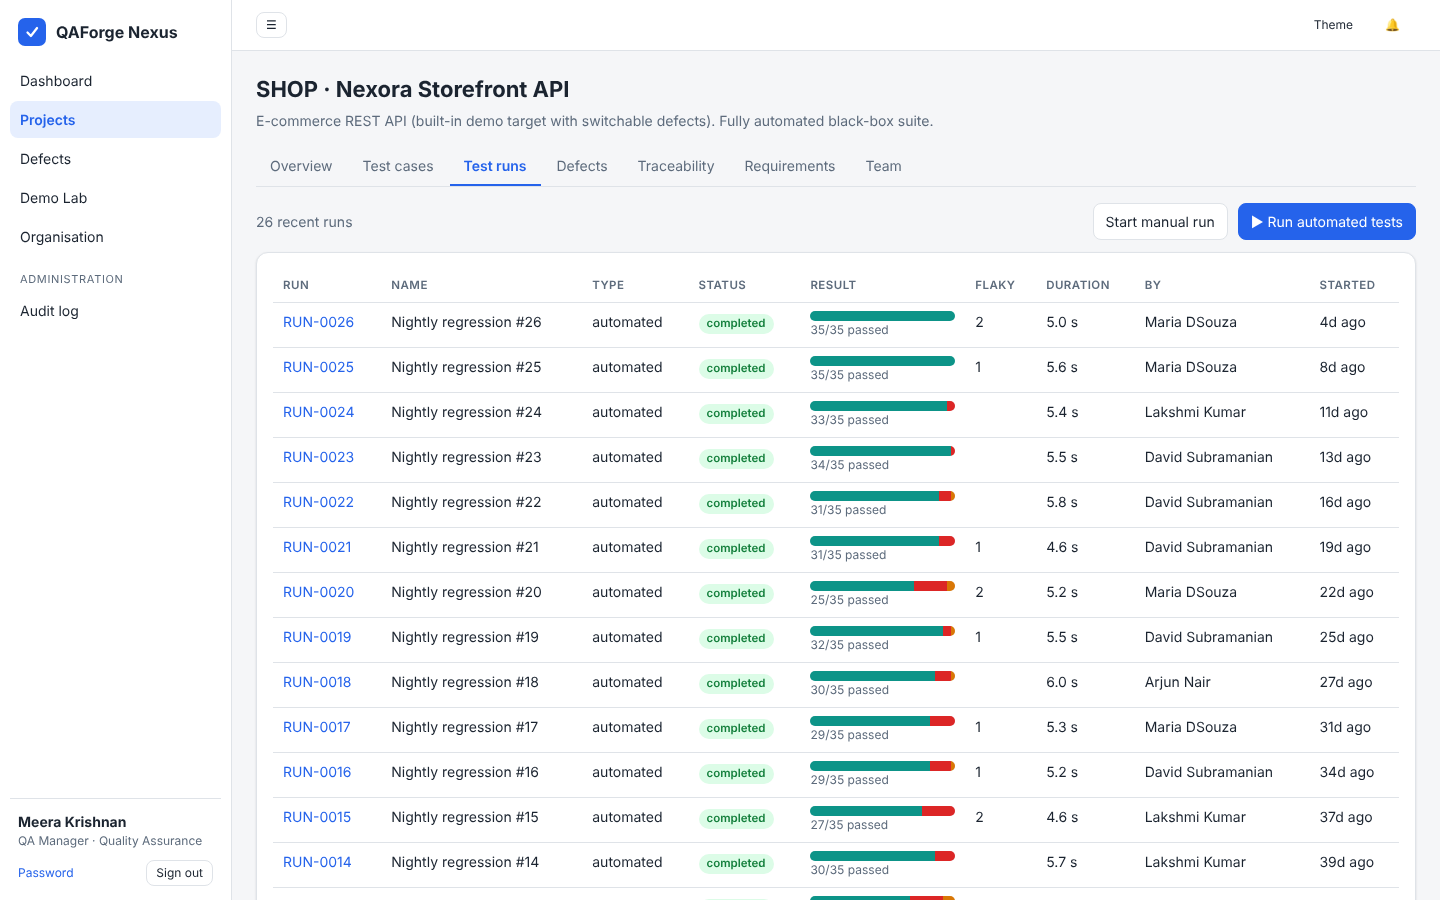 QAForge Nexus
☰
Theme 🔔
Dashboard
Projects
Defects
Demo Lab
Organisation
ADMINISTRATION
Audit log
SHOP · Nexora Storefront API
E-commerce REST API (built-in demo target with switchable defects). Fully automated black-box suite.
Overview Test cases Test runs Defects Traceability Requirements Team
26 recent runs Start manual run ▶ Run automated tests
RUN NAME TYPE STATUS RESULT FLAKY DURATION BY STARTED
RUN-0026 Nightly regression #26 automated completed 35/35 passed 2 5.0 s Maria DSouza 4d ago
RUN-0025 Nightly regression #25 automated completed 35/35 passed 1 5.6 s Maria DSouza 8d ago
RUN-0024 Nightly regression #24 automated completed 33/35 passed 5.4 s Lakshmi Kumar 11d ago
RUN-0023 Nightly regression #23 automated completed 34/35 passed 5.5 s David Subramanian 13d ago
RUN-0022 Nightly regression #22 automated completed 31/35 passed 5.8 s David Subramanian 16d ago
RUN-0021 Nightly regression #21 automated completed 31/35 passed 1 4.6 s David Subramanian 19d ago
RUN-0020 Nightly regression #20 automated completed 25/35 passed 2 5.2 s Maria DSouza 22d ago
RUN-0019 Nightly regression #19 automated completed 32/35 passed 1 5.5 s David Subramanian 25d ago
RUN-0018 Nightly regression #18 automated completed 30/35 passed 6.0 s Arjun Nair 27d ago
RUN-0017 Nightly regression #17 automated completed 29/35 passed 1 5.3 s Maria DSouza 31d ago
RUN-0016 Nightly regression #16 automated completed 29/35 passed 1 5.2 s David Subramanian 34d ago
RUN-0015 Nightly regression #15 automated completed 27/35 passed 2 4.6 s Lakshmi Kumar 37d ago
RUN-0014 Nightly regression #14 automated completed 30/35 passed 5.7 s Lakshmi Kumar 39d ago
Meera Krishnan
QA Manager · Quality Assurance
Password Sign out